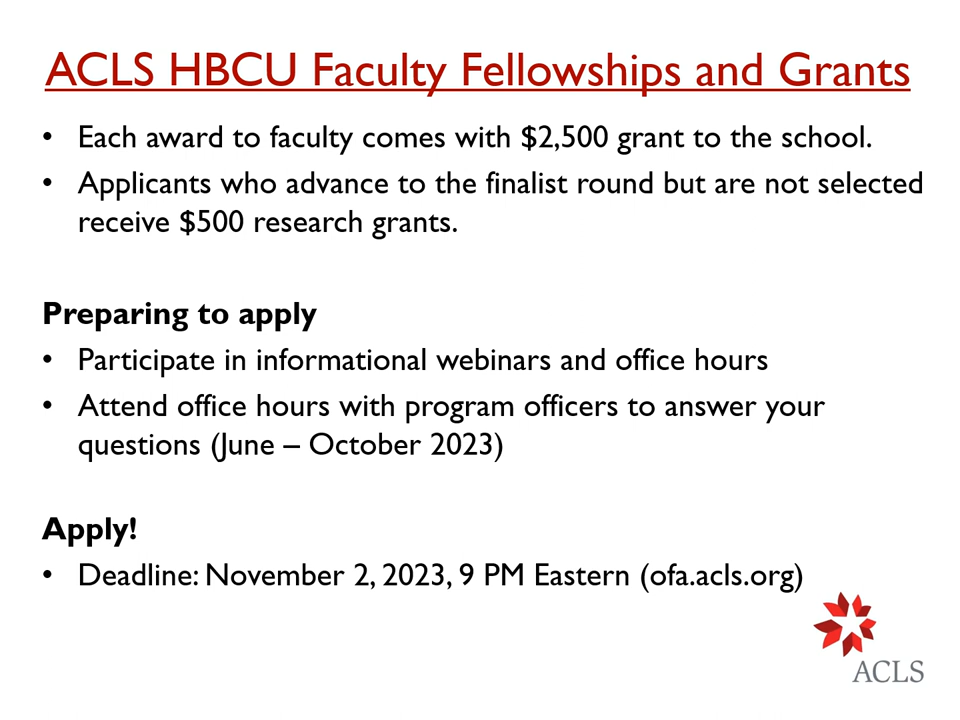 ACLS HBCU Faculty Fellowships and Grants
• Each award to faculty comes with $2,500 grant to the school.
• Applicants who advance to the finalist round but are not selected
receive $500 research grants.
Preparing to apply
• Participate in informational webinars and office hours
• Attend office hours with program officers to answer your
questions (June – October 2023)
Apply!
• Deadline: November 2, 2023, 9 PM Eastern (ofa.acls.org)
ACLS